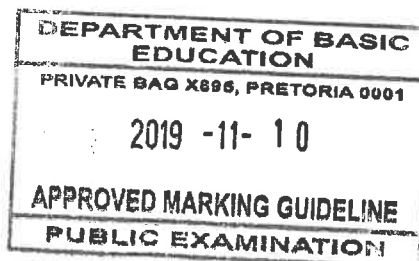 DEPARTMENT OF BASIC
EDUCATION
PRIVATE BAG X895, PRETORIA 0001
2019 -11- 10
APPROVED MARKING GUIDELINE
PUBLIC EXAMINATION